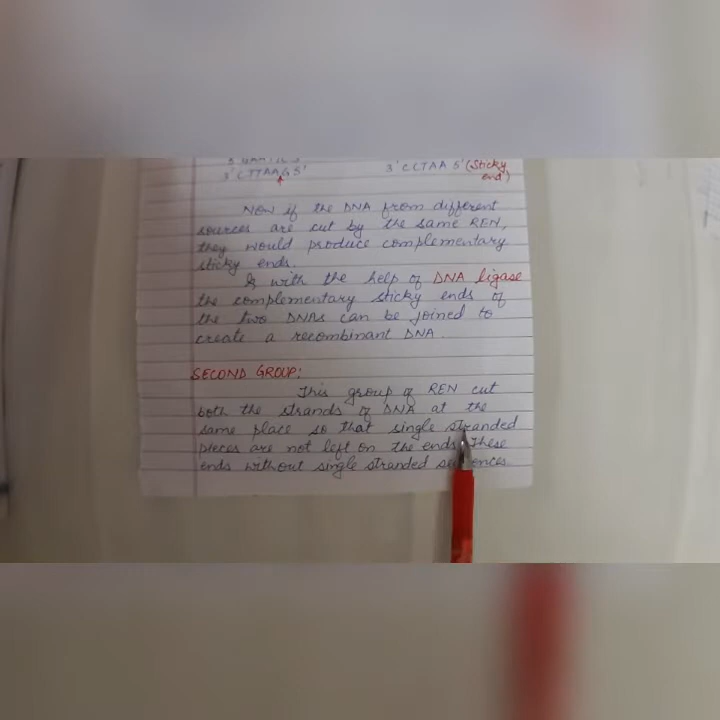 3' CTTAAG 5' 3' CCTAA 5' (Sticky
end)
Now if the DNA from different
sources are cut by the same REN,
they would produce complementary
sticky ends.
& with the help of DNA ligase
the complementary sticky ends of
the two DNAs can be joined to
create a recombinant DNA.
SECOND GROUP:
This group of REN cut
both the strands of DNA at the
same place so that single stranded
pieces are not left on the ends. These
ends without single stranded